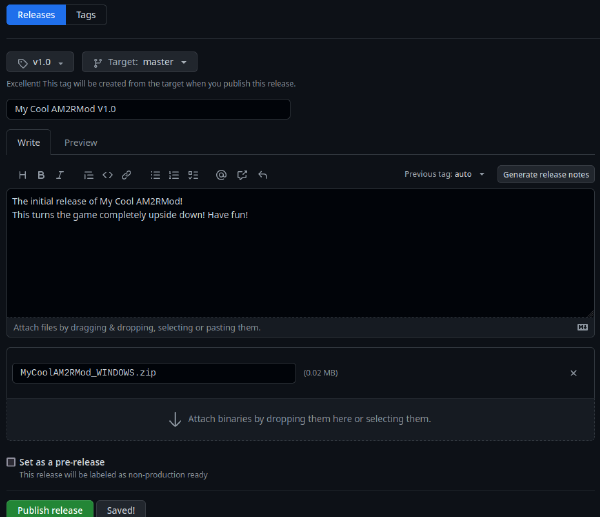 Releases Tags
v1.0 Target: master
Excellent! This tag will be created from the target when you publish this release.
My Cool AM2RMod V1.0
Write Preview
H B I Previous tag: auto Generate release notes
The initial release of My Cool AM2RMod!
This turns the game completely upside down! Have fun!
Attach files by dragging & dropping, selecting or pasting them.
MyCoolAM2RMod_WINDOWS.zip (0.02 MB)
Attach binaries by dropping them here or selecting them.
Set as a pre-release
This release will be labeled as non-production ready
Publish release Saved!